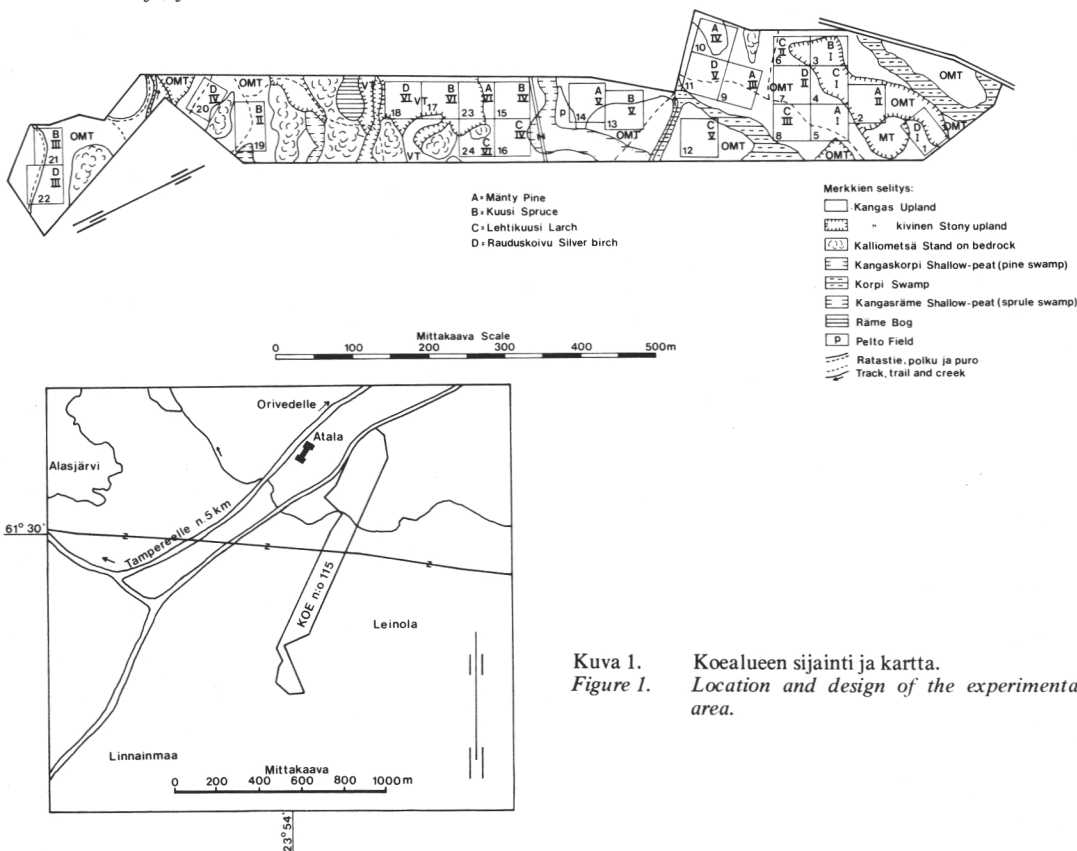 OMT
B
III
21
D
III
22
D
IV
20
OMT
OMT
B
II
19
VT
D
VI
18
VT
17
B
VI
VT
A
VI
23
B
IV
15
C
VI
24
C
IV
16
P
A
V
14
B
V
13
OMT
A
IV
10
D
V
11
9
A
III
C
V
12
OMT
C
II
6
B
I
3
OMT
D
II
7
C
I
4
C
III
8
A
I
5
A
II
2
OMT
MT
D
I
1
OMT
OMT
OMT
OMT
A=Mänty Pine
B=Kuusi Spruce
C=Lehtikuusi Larch
D=Rauduskoivu Silver birch
Merkkien selitys:
Kangas Upland
" kivinen Stony upland
Kalliometsä Stand on bedrock
Kangaskorpi Shallow-peat (pine swamp)
Korpi Swamp
Kangasräme Shallow-peat (sprule swamp)
Räme Bog
P Pelto Field
Ratastie, polku ja puro
Track, trail and creek
Mittakaava Scale
0 100 200 300 400 500m
Orivedelle
Atala
Alasjärvi
61° 30'
Tampereelle n.5 km
z z z
KOE n:o 115
Leinola
Linnainmaa
Mittakaava
0 200 400 600 800 1000m
23° 54'
Kuva 1. Koealueen sijainti ja kartta.
Figure 1. Location and design of the experimenta
area.